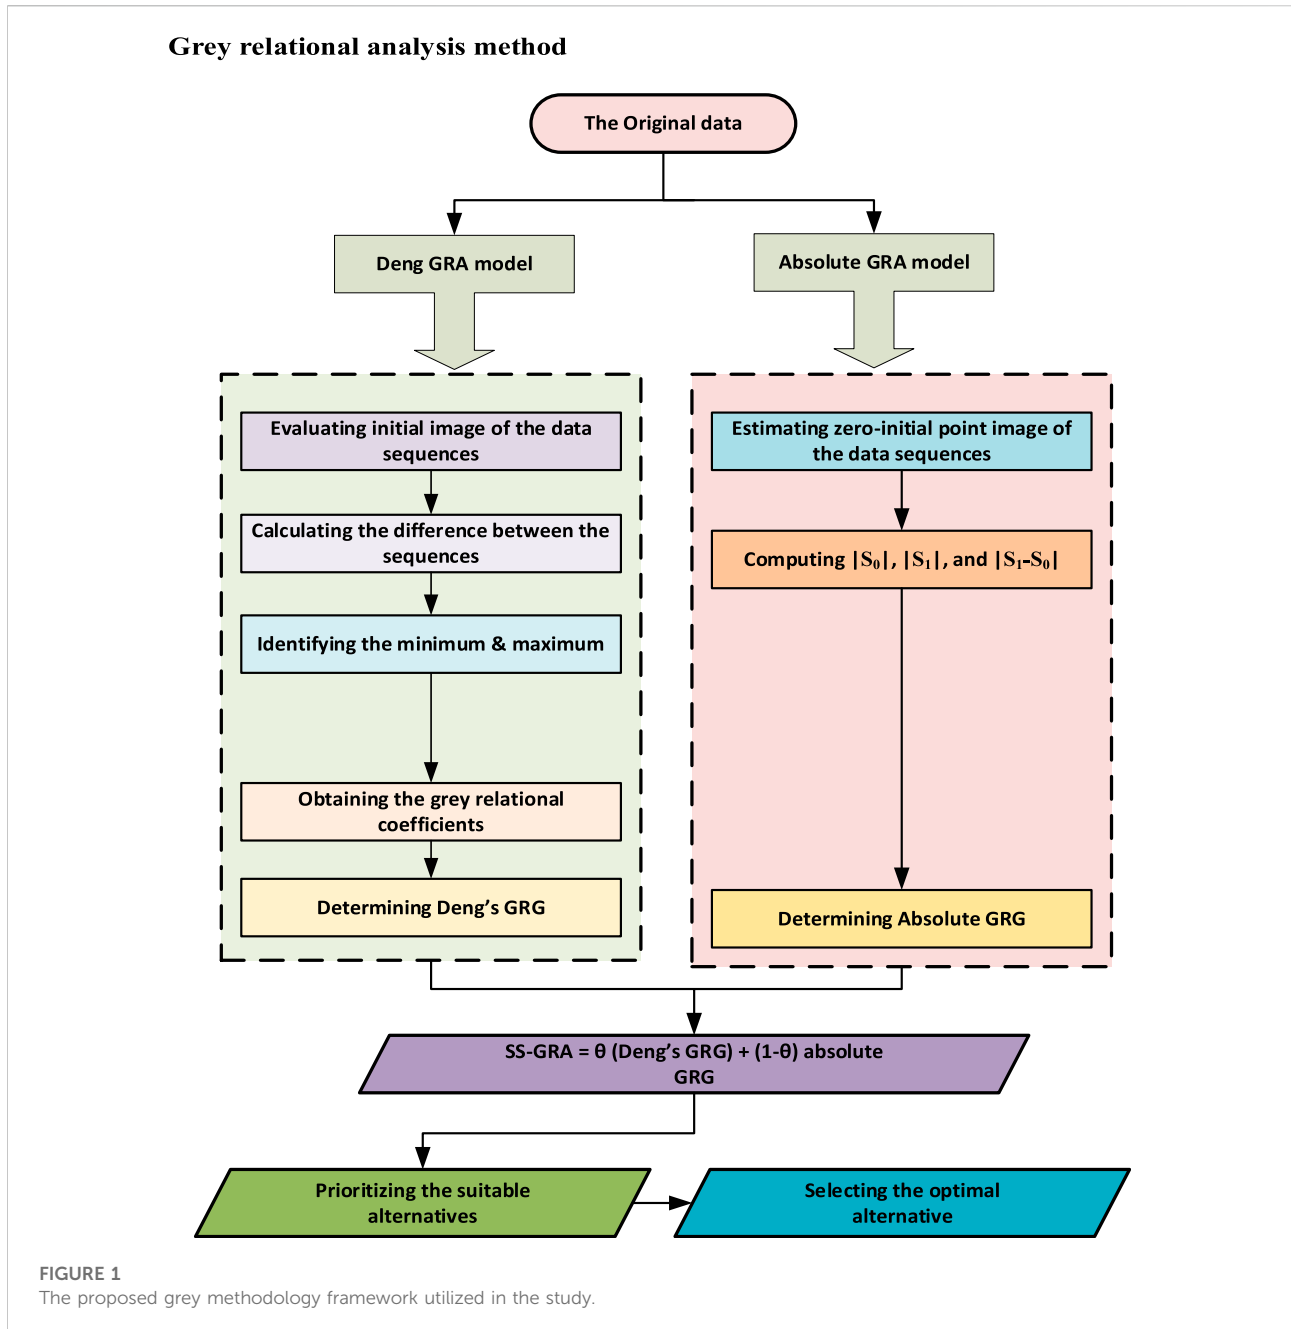 Grey relational analysis method
The Original data
Deng GRA model
Absolute GRA model
Evaluating initial image of the data
sequences
Calculating the difference between the
sequences
Identifying the minimum & maximum
Obtaining the grey relational
coefficients
Determining Deng’s GRG
Estimating zero-initial point image of
the data sequences
Computing |S₀|, |S₁|, and |S₁-S₀|
Determining Absolute GRG
SS-GRA = θ (Deng’s GRG) + (1-θ) absolute
GRG
Prioritizing the suitable
alternatives
Selecting the optimal
alternative
FIGURE 1
The proposed grey methodology framework utilized in the study.